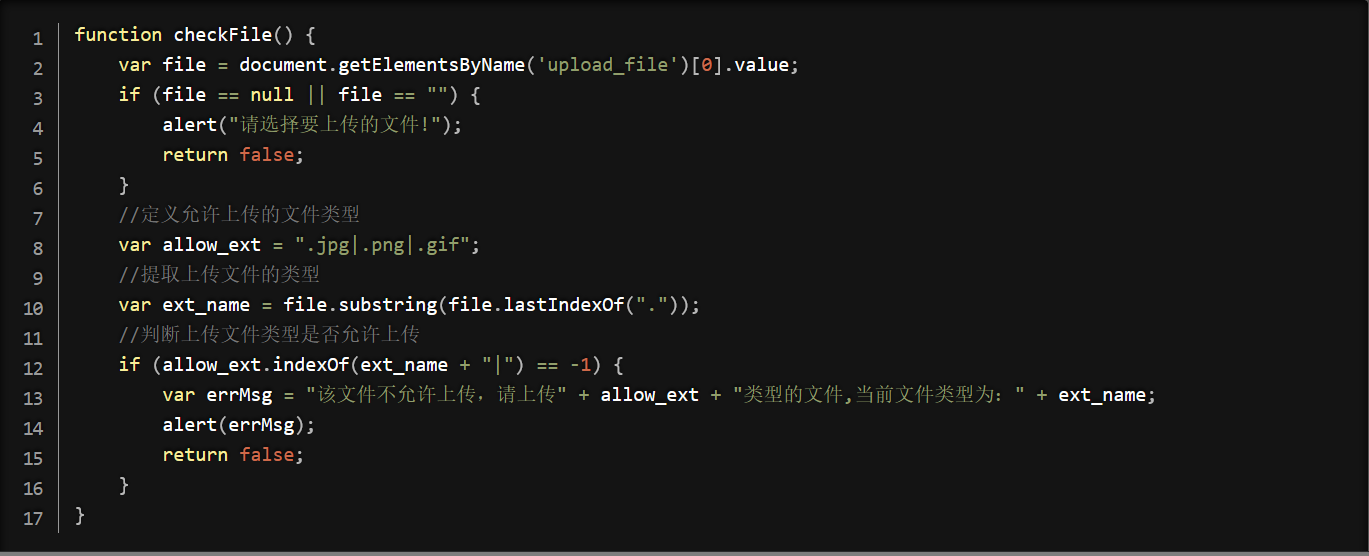 1 function checkFile() {
2     var file = document.getElementsByName('upload_file')[0].value;
3     if (file == null || file == "") {
4         alert("请选择要上传的文件!");
5         return false;
6     }
7     //定义允许上传的文件类型
8     var allow_ext = ".jpg|.png|.gif";
9     //提取上传文件的类型
10     var ext_name = file.substring(file.lastIndexOf("."));
11     //判断上传文件类型是否允许上传
12     if (allow_ext.indexOf(ext_name + "|") == -1) {
13         var errMsg = "该文件不允许上传，请上传" + allow_ext + "类型的文件,当前文件类型为：" + ext_name;
14         alert(errMsg);
15         return false;
16     }
17 }